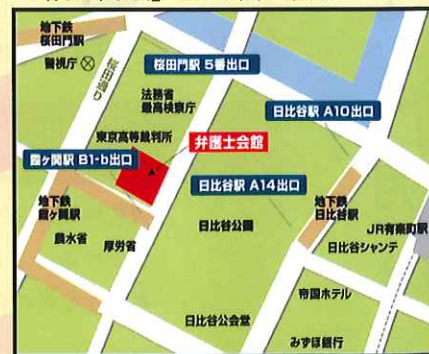 地下鉄
桜田門駅
警視庁
桜田通り
桜田門駅 5番出口
法務省
最高検察庁
日比谷駅 A10出口
東京高等裁判所
弁護士会館
霞ヶ関駅 B1-b出口
日比谷駅 A14出口
地下鉄
霞ヶ関駅
地下鉄
日比谷駅
JR有楽町駅
農水省
厚労省
日比谷公園
日比谷シャンテ
帝国ホテル
日比谷公会堂
みずほ銀行